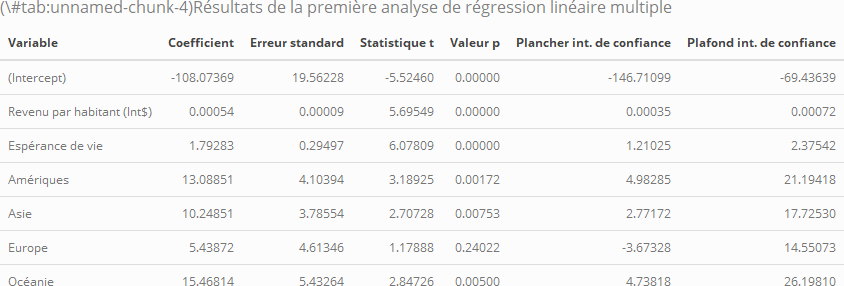 (\#tab:unnamed-chunk-4)Résultats de la première analyse de régression linéaire multiple
Variable Coefficient Erreur standard Statistique t Valeur p Plancher int. de confiance Plafond int. de confiance
(Intercept) -108.07369 19.56228 -5.52460 0.00000 -146.71099 -69.43639
Revenu par habitant (Int$) 0.00054 0.00009 5.69549 0.00000 0.00035 0.00072
Espérance de vie 1.79283 0.29497 6.07809 0.00000 1.21025 2.37542
Amériques 13.08851 4.10394 3.18925 0.00172 4.98285 21.19418
Asie 10.24851 3.78554 2.70728 0.00753 2.77172 17.72530
Europe 5.43872 4.61346 1.17888 0.24022 -3.67328 14.55073
Océanie 15.46814 5.43264 2.84726 0.00500 4.73818 26.19810